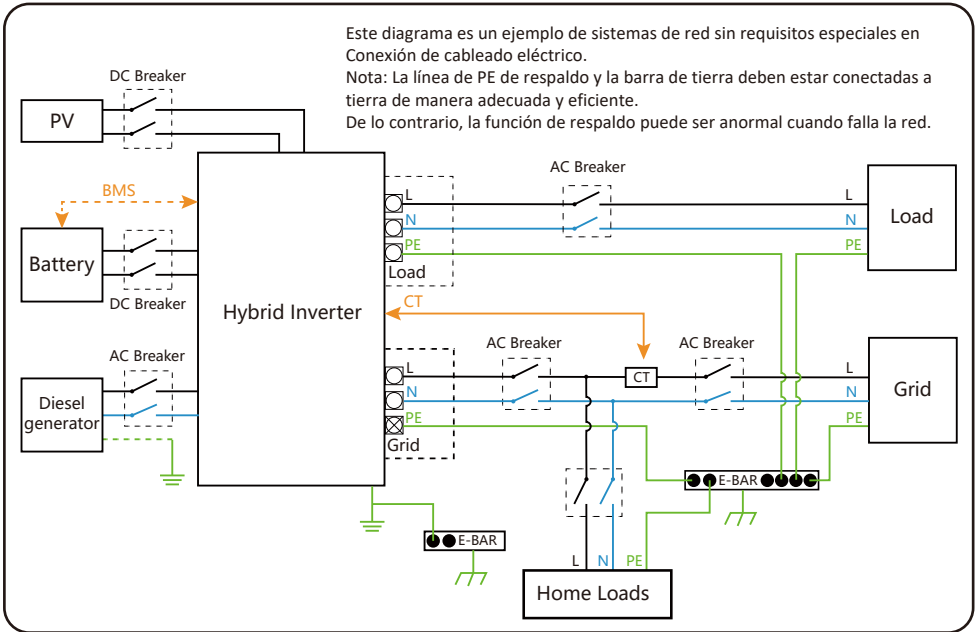 Este diagrama es un ejemplo de sistemas de red sin requisitos especiales en
Conexión de cableado eléctrico.
Nota: La línea de PE de respaldo y la barra de tierra deben estar conectadas a
tierra de manera adecuada y eficiente.
De lo contrario, la función de respaldo puede ser anormal cuando falla la red.
DC Breaker
PV
BMS
Battery
DC Breaker
AC Breaker
Diesel
generator
Hybrid Inverter
L
N
PE
Load
AC Breaker
L
N
PE
Load
CT
L
N
PE
Grid
AC Breaker
CT
AC Breaker
L
N
PE
Grid
E-BAR
E-BAR
L
N
PE
Home Loads